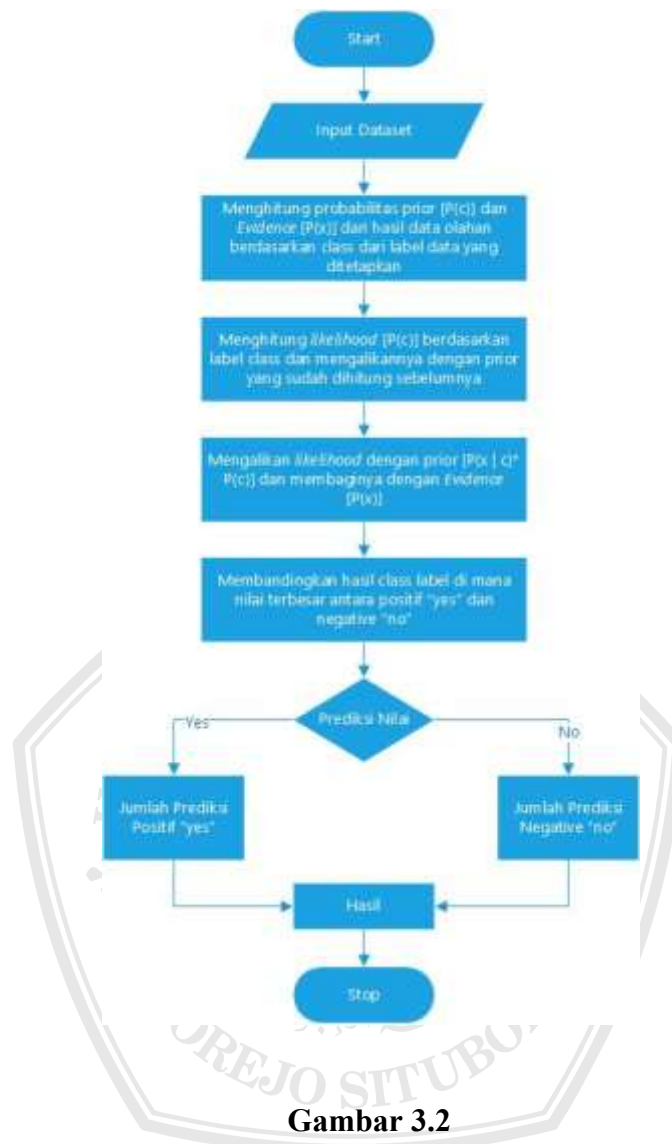 Start
Input Dataset
Menghitung probabilitas prior [P(c)] dan
Evidence [P(x)] dari hasil data olahan
berdasarkan class dari label data yang
ditetapkan
Menghitung likelihood [P(c)] berdasarkan
label class dan mengalikannya dengan prior
yang sudah dihitung sebelumnya
Mengalikan likelihood dengan prior [P(x | c)*
P(c)] dan membaginya dengan Evidence
[P(x)]
Membandingkan hasil class label di mana
nilai terbesar antara positif "yes" dan
negative "no"
Prediksi Nilai
Yes
No
Jumlah Prediksi
Positif "yes"
Jumlah Prediksi
Negative "no"
Hasil
Stop
OREJO SITUBO
Gambar 3.2